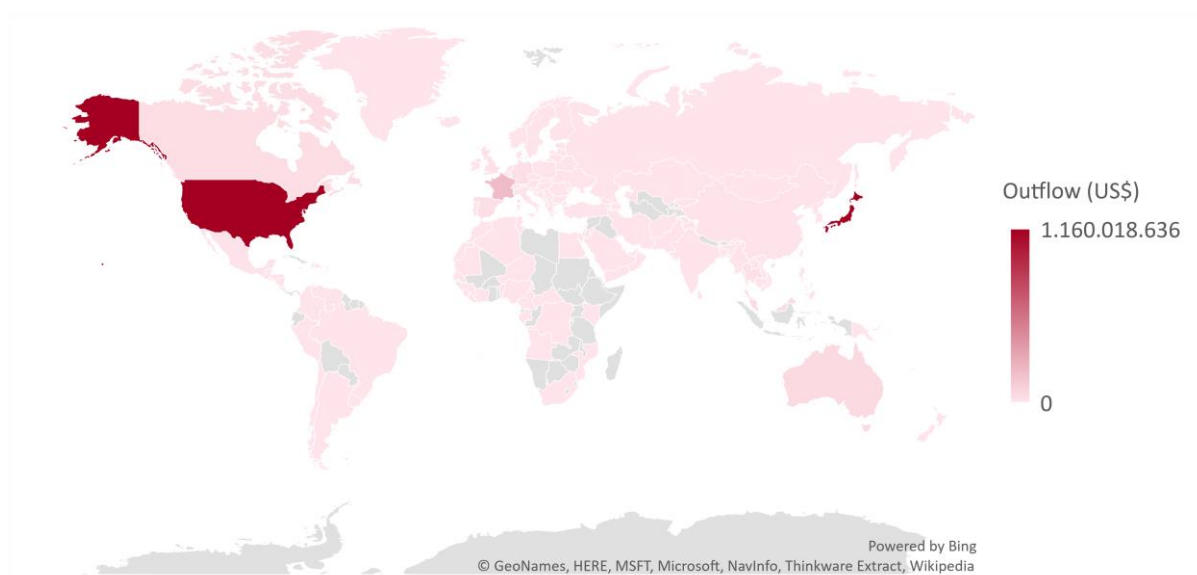 Outflow (US$)
1.160.018.636
0
Powered by Bing
© GeoNames, HERE, MSFT, Microsoft, NavInfo, Thinkware Extract, Wikipedia